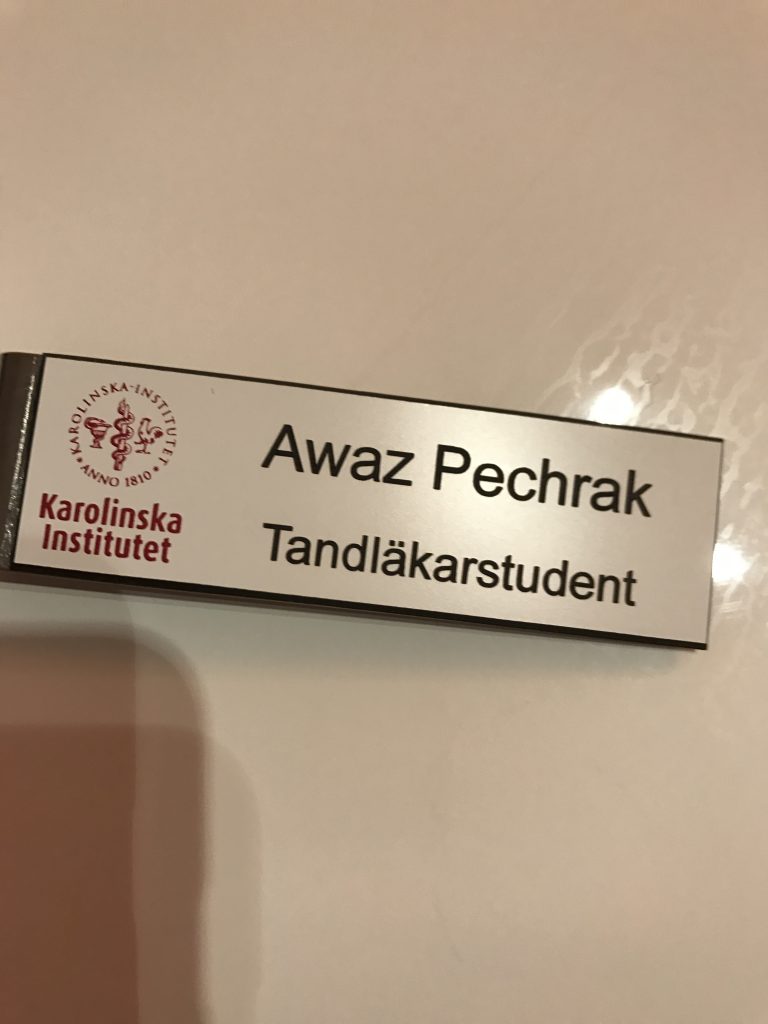 KAROLINSKA-INSTITUTET
ANNO 1810
Karolinska
Institutet
Awaz Pechrak
Tandläkarstudent